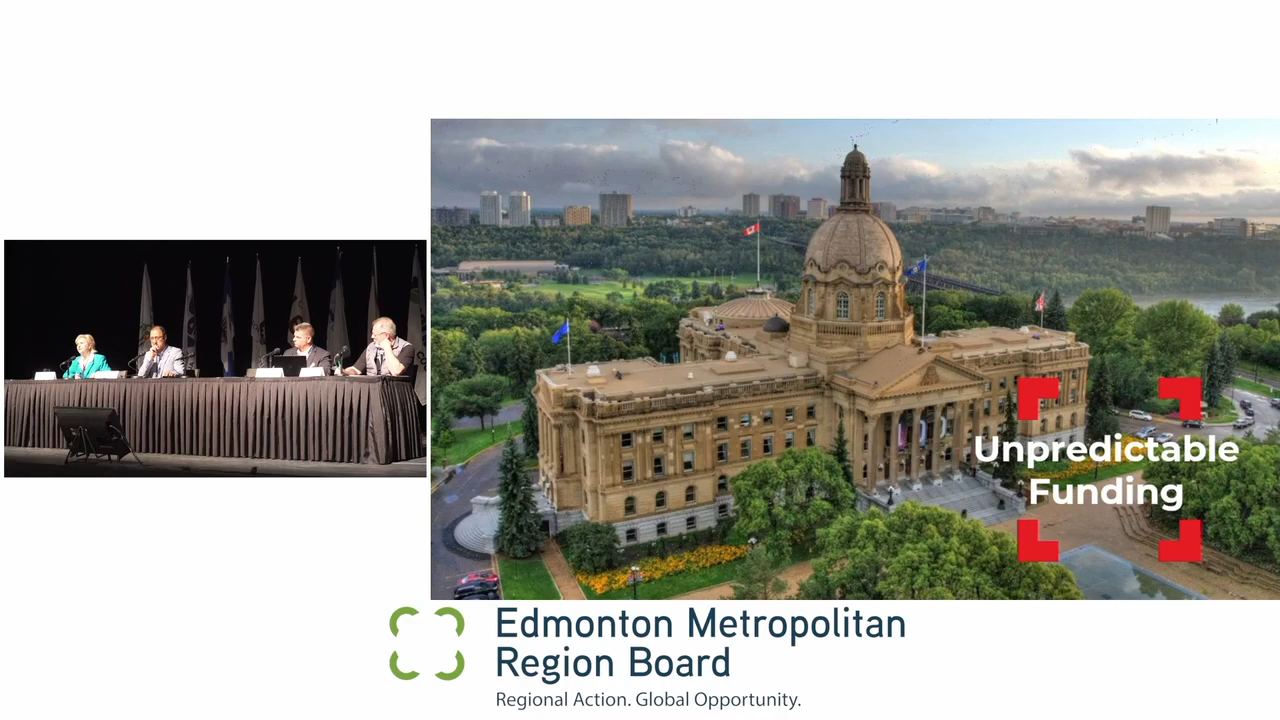 Unpredictable
Funding
Edmonton Metropolitan
Region Board
Regional Action. Global Opportunity.